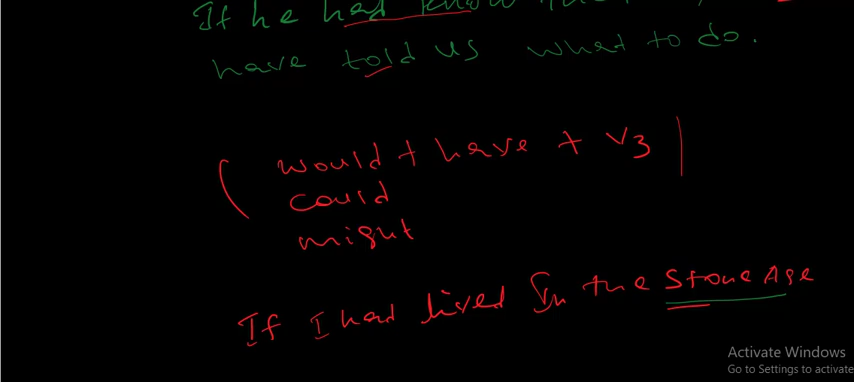 If he had know
have told us what to do.
( would + have + V3 |
could
might
If I had lived In the Stone Age
Activate Windows
Go to Settings to activate